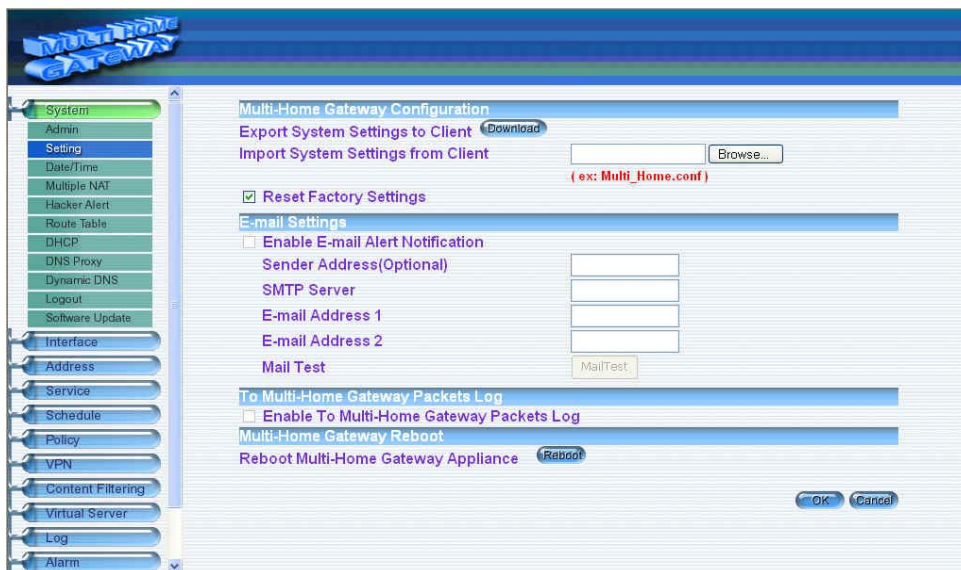 MULTI HOME
GATEWAY
System
Admin
Setting
Date/Time
Multiple NAT
Hacker Alert
Route Table
DHCP
DNS Proxy
Dynamic DNS
Logout
Software Update
Interface
Address
Service
Schedule
Policy
VPN
Content Filtering
Virtual Server
Log
Alarm
Multi-Home Gateway Configuration
Export System Settings to Client Download
Import System Settings from Client Browse...
( ex: Multi_Home.conf )
Reset Factory Settings
E-mail Settings
Enable E-mail Alert Notification
Sender Address(Optional)
SMTP Server
E-mail Address 1
E-mail Address 2
Mail Test MailTest
To Multi-Home Gateway Packets Log
Enable To Multi-Home Gateway Packets Log
Multi-Home Gateway Reboot
Reboot Multi-Home Gateway Appliance Reboot
OK Cancel